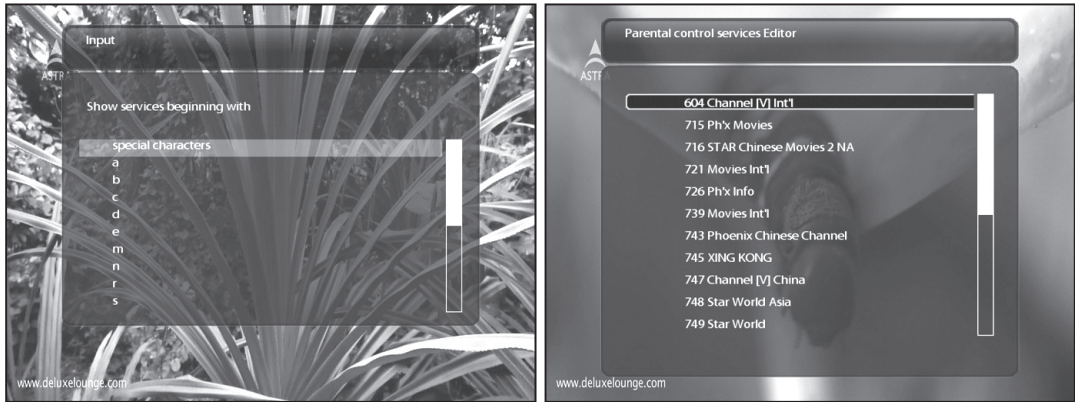 Input
ASTRA
Show services beginning with
special characters
a
b
c
d
e
m
n
r
s
www.deluxelounge.com
Parental control services Editor
ASTRA
604 Channel [V] Int'l
715 Ph'x Movies
716 STAR Chinese Movies 2 NA
721 Movies Int'l
726 Ph'x Info
739 Movies Int'l
743 Phoenix Chinese Channel
745 XING KONG
747 Channel [V] China
748 Star World Asia
749 Star World
www.deluxelounge.com